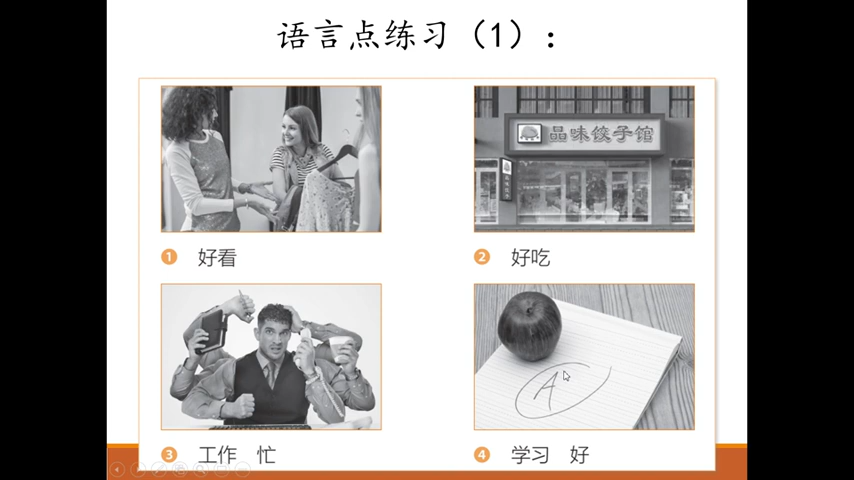 语言点练习（1）：
品味饺子馆
1 好看
2 好吃
A
3 工作 忙
4 学习 好